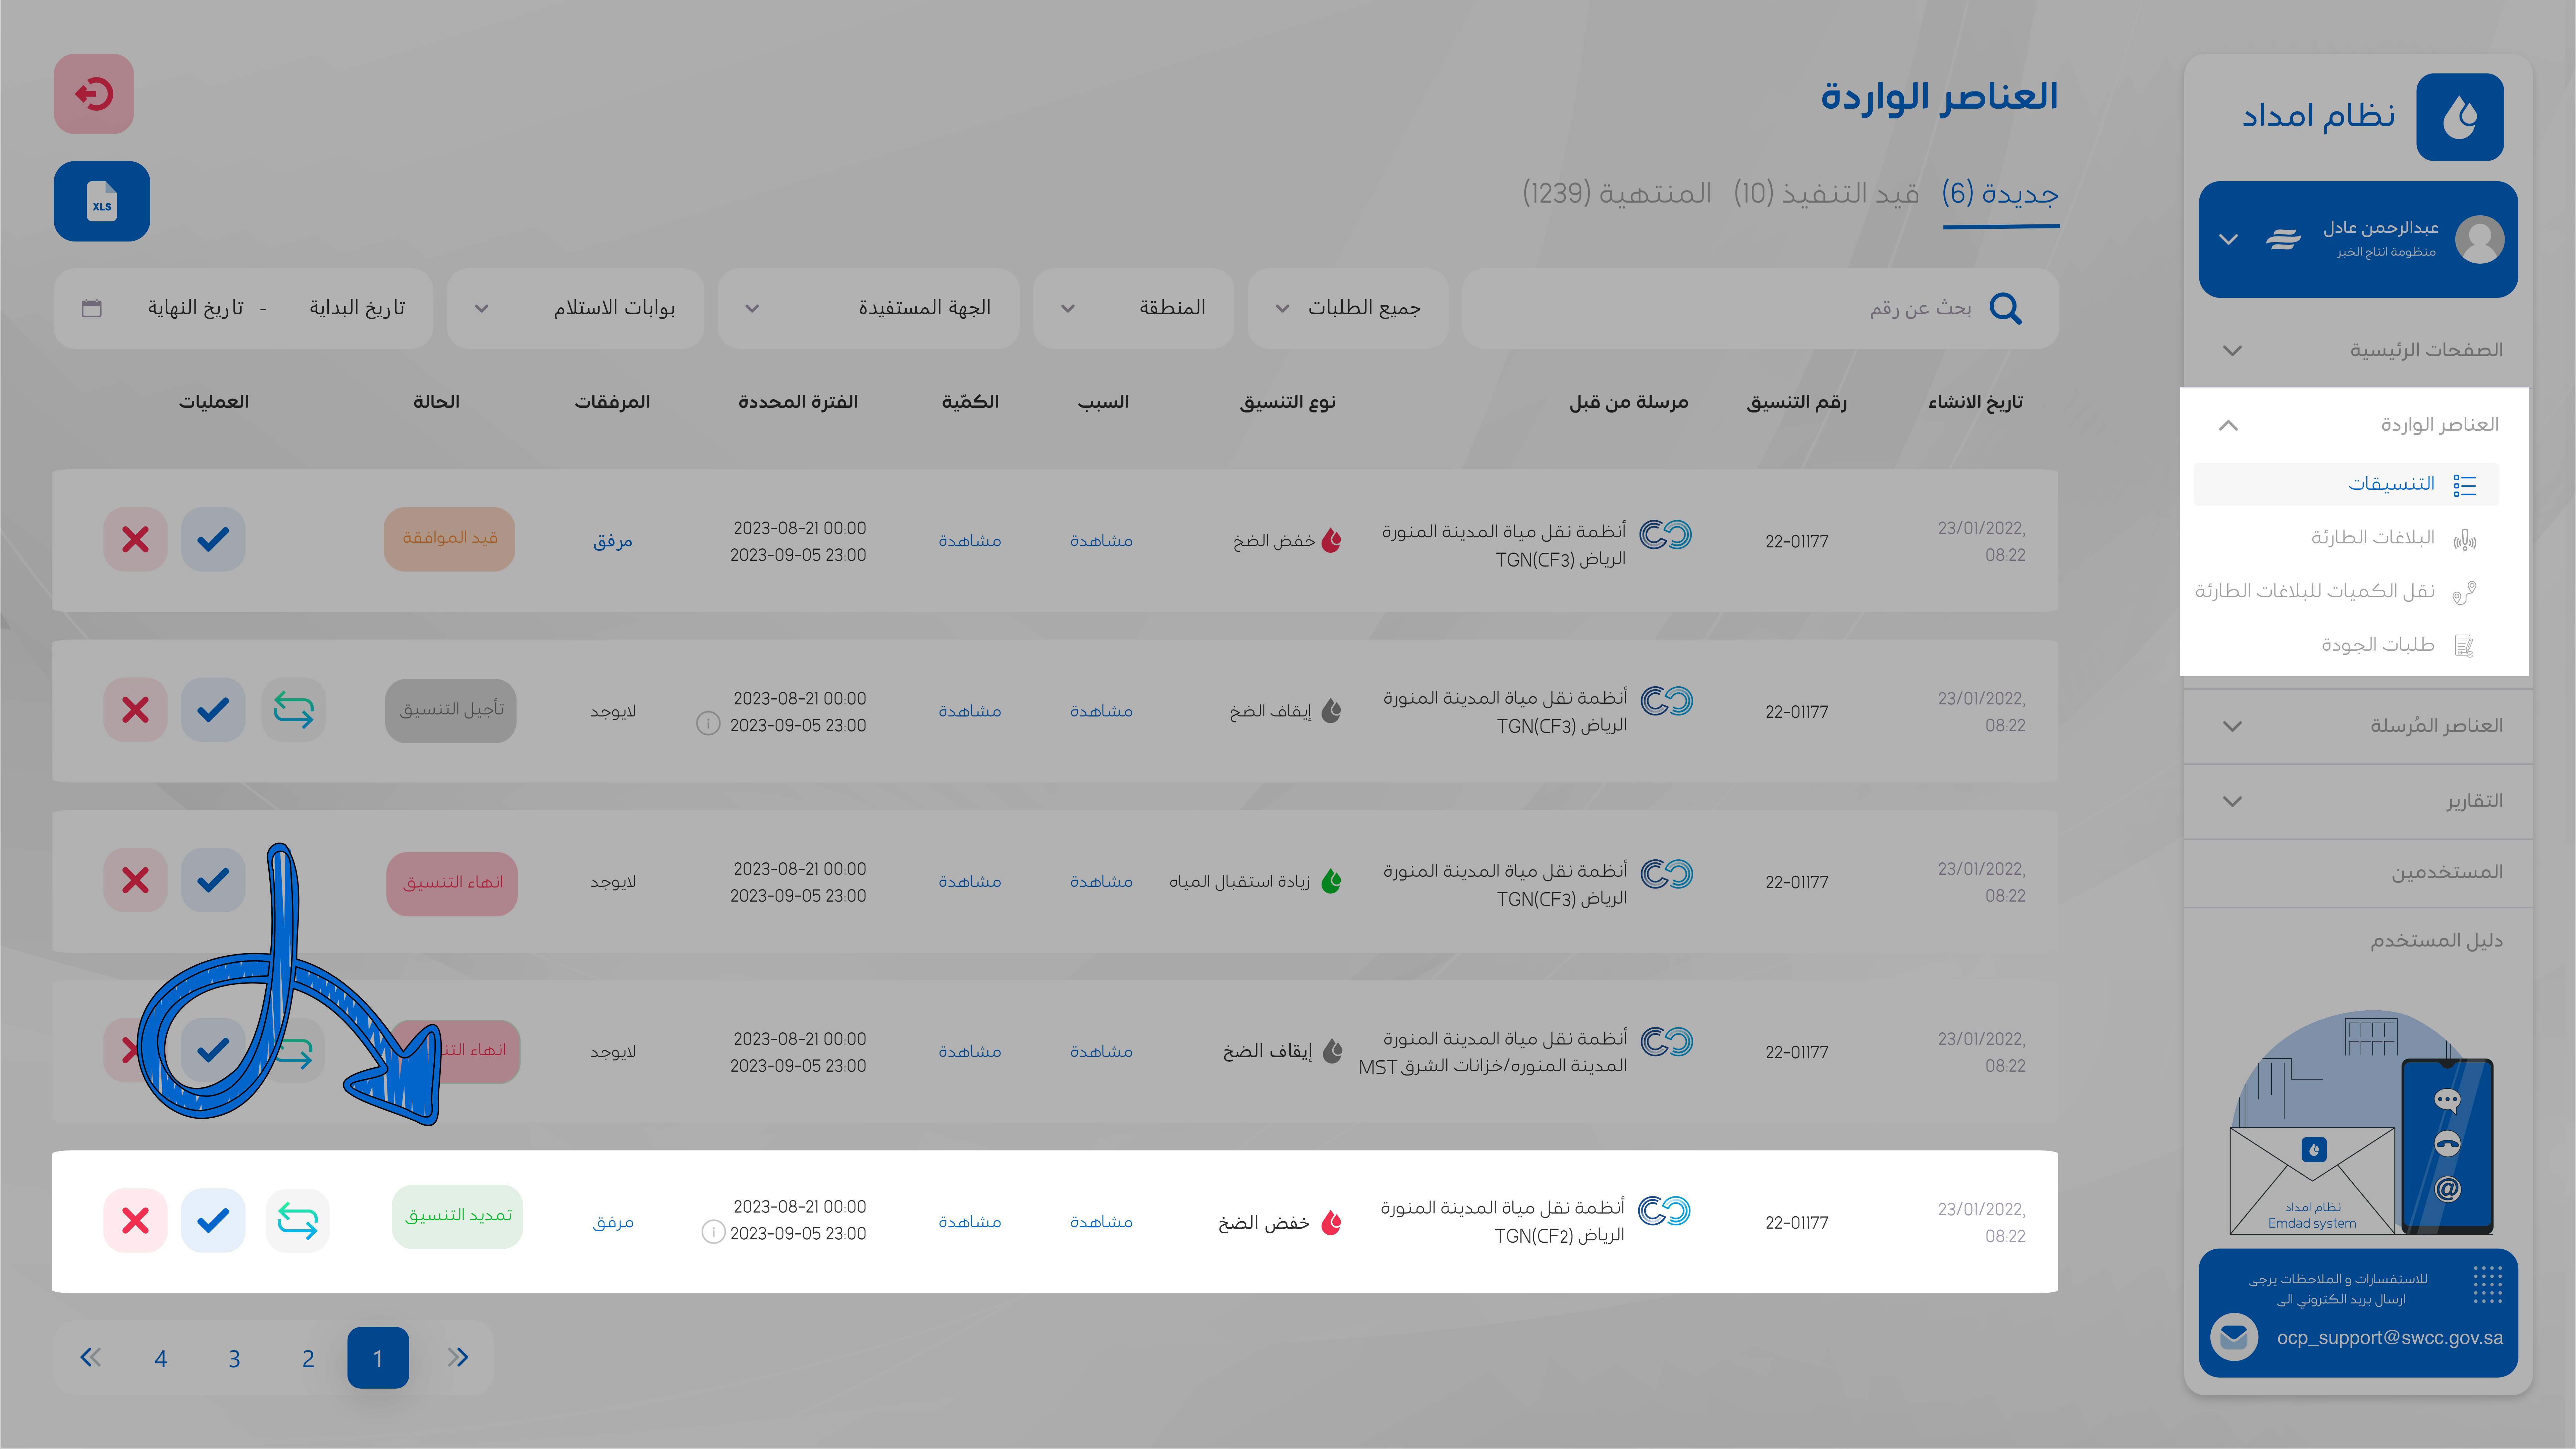 نظام امداد
عبدالرحمن عادل
منظومة انتاج الخبر
الصفحات الرئيسية
العناصر الواردة
التنسيقات
البلاغات الطارئة
نقل الكميات للبلاغات الطارئة
طلبات الجودة
العناصر المُرسلة
التقارير
المستخدمين
دليل المستخدم
نظام امداد
Emdad system
للاستفسارات و الملاحظات يرجى
ارسال بريد الكتروني الى
ocp_support@swcc.gov.sa
العناصر الواردة
جديدة (6) قيد التنفيذ (10) المنتهية (1239)
XLS
بحث عن رقم جميع الطلبات المنطقة الجهة المستفيدة بوابات الاستلام تاريخ البداية - تاريخ النهاية
تاريخ الانشاء رقم التنسيق مرسلة من قبل نوع التنسيق السبب الكمّية الفترة المحددة المرفقات الحالة العمليات
23/01/2022, أنظمة نقل مياة المدينة المنورة 2023-08-21 00:00
22-01177 خفض الضخ مشاهدة مشاهدة مرفق قيد الموافقة
08:22 الرياض TGN(CF3) 2023-09-05 23:00
23/01/2022, أنظمة نقل مياة المدينة المنورة 2023-08-21 00:00
22-01177 إيقاف الضخ مشاهدة مشاهدة لايوجد تأجيل التنسيق
08:22 الرياض TGN(CF3) 2023-09-05 23:00
23/01/2022, أنظمة نقل مياة المدينة المنورة 2023-08-21 00:00
22-01177 زيادة استقبال المياه مشاهدة مشاهدة لايوجد انهاء التنسيق
08:22 الرياض TGN(CF3) 2023-09-05 23:00
23/01/2022, أنظمة نقل مياة المدينة المنورة 2023-08-21 00:00
22-01177 إيقاف الضخ مشاهدة مشاهدة لايوجد انهاء
08:22 المدينة المنوره/خزانات الشرق MST 2023-09-05 23:00
23/01/2022, أنظمة نقل مياة المدينة المنورة 2023-08-21 00:00
22-01177 خفض الضخ مشاهدة مشاهدة مرفق تمديد التنسيق
08:22 الرياض TGN(CF2) 2023-09-05 23:00
1 2 3 4